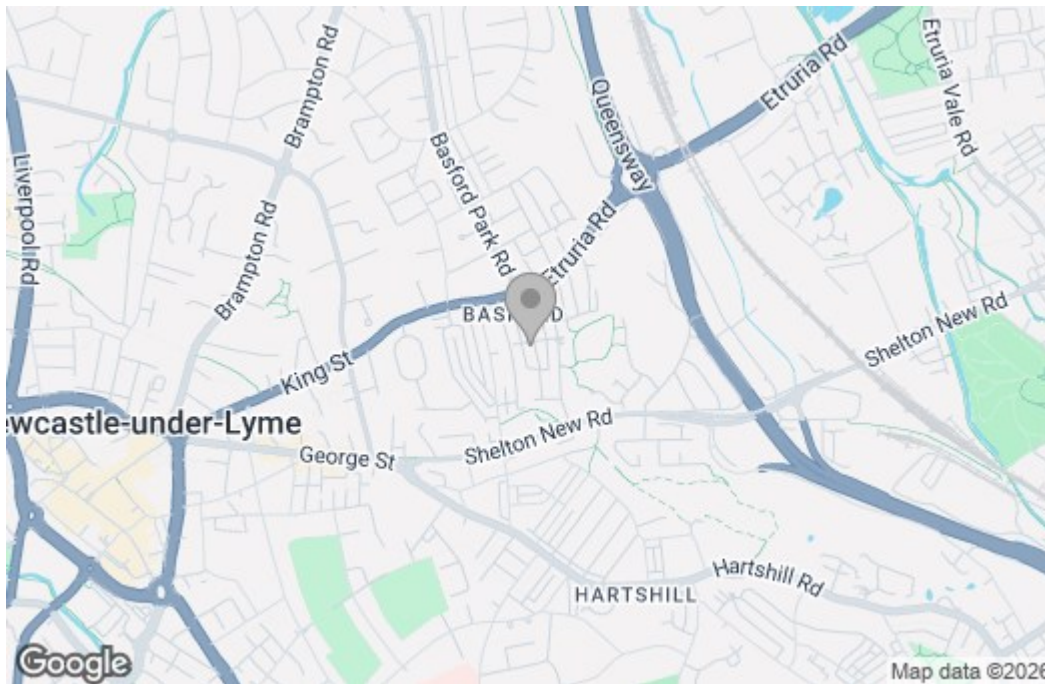 Brampton Rd
Etruria Rd
Etruria Vale Rd
Queensway
Basford Park Rd
Liverpool Rd
Brampton Rd
Etruria Rd
BASFORD
Shelton New Rd
King St
ewcastle-under-Lyme
George St
Shelton New Rd
Hartshill Rd
HARTSHILL
Google
Map data ©2026